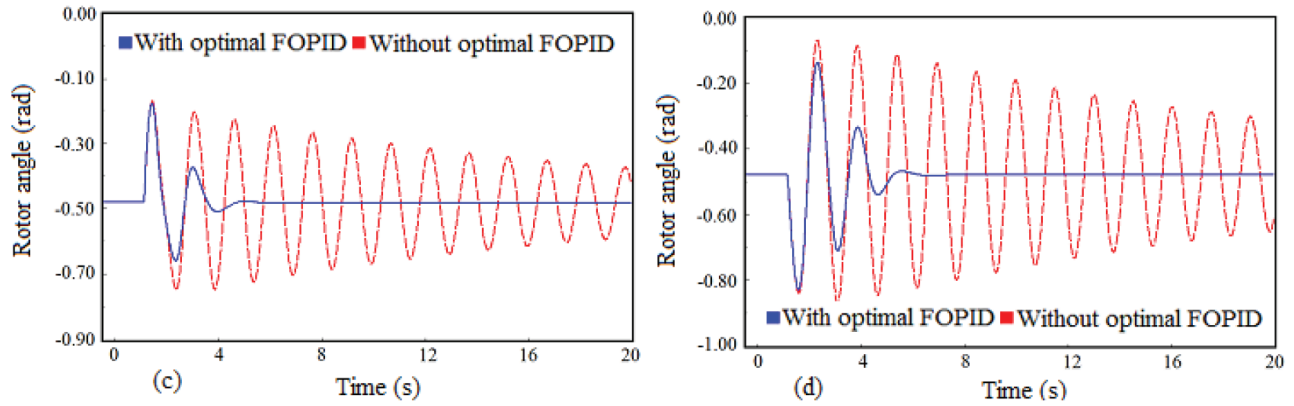 0.00
With optimal FOPID Without optimal FOPID
-0.10
-0.30
-0.50
-0.70
-0.90
Rotor angle (rad)
0 4 8 12 16 20
(c) Time (s)
0.00
-0.20
-0.40
-0.60
-0.80
-1.00
Rotor angle (rad)
With optimal FOPID Without optimal FOPID
0 4 8 12 16 20
(d) Time (s)